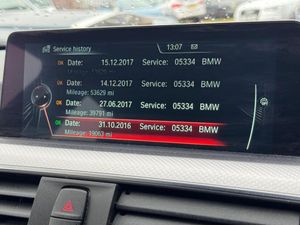 Service history 13:07
OK Date: 15.12.2017 Service: 05334 BMW
OK Date: 14.12.2017 Service: 05334 BMW
Mileage: 53629 mi
OK Date: 27.06.2017 Service: 05334 BMW
Mileage: 39791 mi
OK Date: 31.10.2016 Service: 05334 BMW
Mileage: 19063 mi